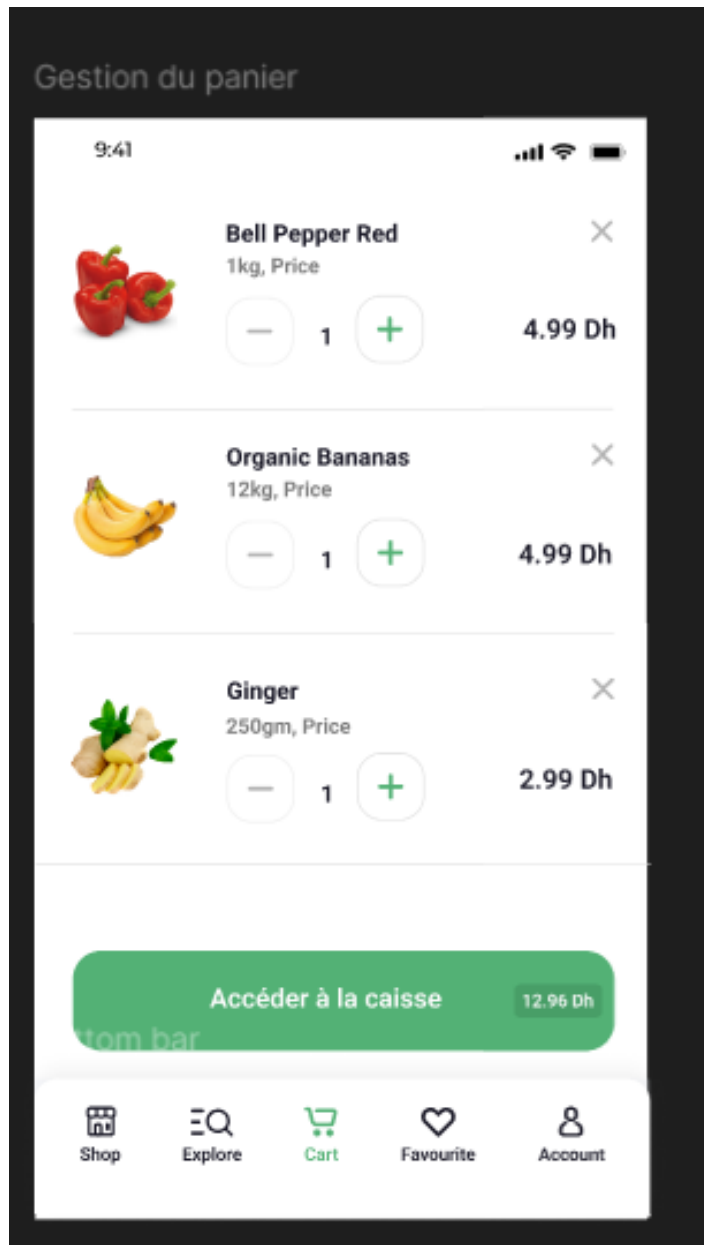 Gestion du panier
9:41
Bell Pepper Red
1kg, Price
1
4.99 Dh
Organic Bananas
12kg, Price
1
4.99 Dh
Ginger
250gm, Price
1
2.99 Dh
Accéder à la caisse 12.96 Dh
ttom bar
Shop Explore Cart Favourite Account